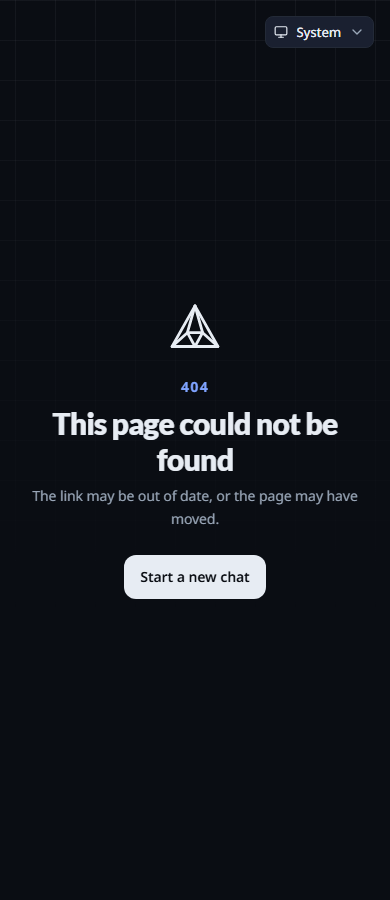 System
404
This page could not be
found
The link may be out of date, or the page may have
moved.
Start a new chat